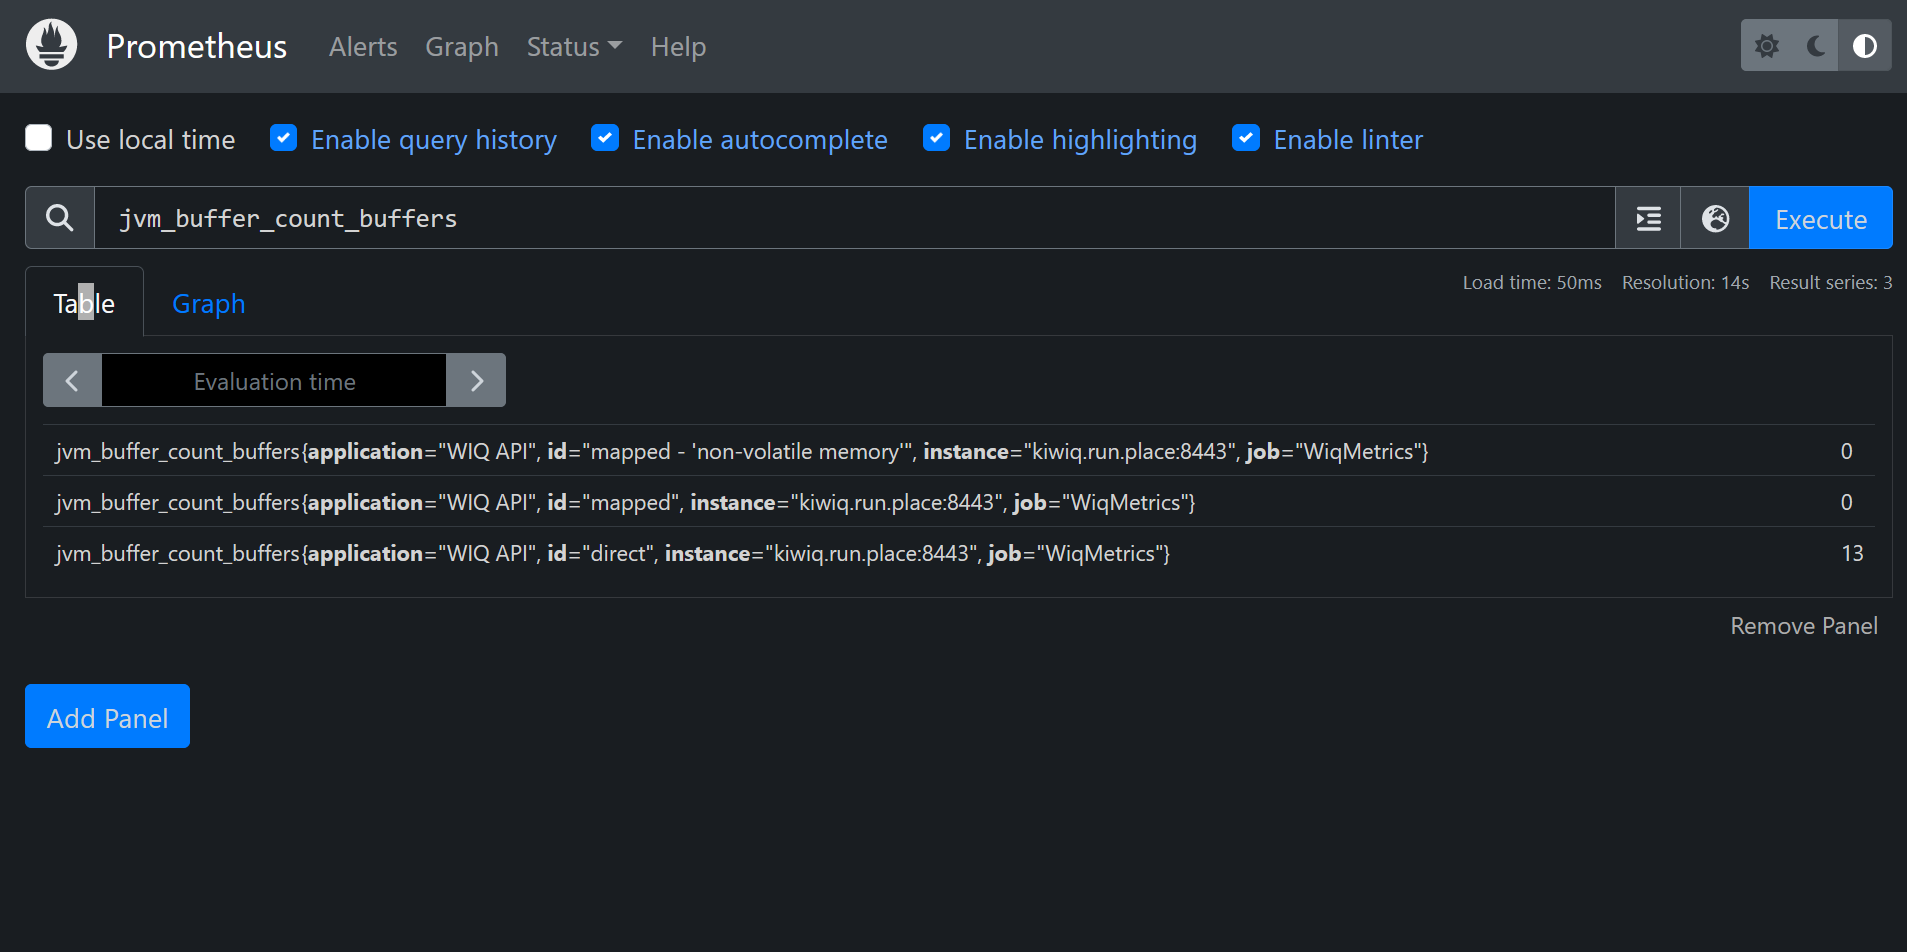 Prometheus Alerts Graph Status Help
Use local time Enable query history Enable autocomplete Enable highlighting Enable linter
jvm_buffer_count_buffers Execute
Load time: 50ms Resolution: 14s Result series: 3
Table Graph
Evaluation time
jvm_buffer_count_buffers{application="WIQ API", id="mapped - 'non-volatile memory'", instance="kiwiq.run.place:8443", job="WiqMetrics"} 0
jvm_buffer_count_buffers{application="WIQ API", id="mapped", instance="kiwiq.run.place:8443", job="WiqMetrics"} 0
jvm_buffer_count_buffers{application="WIQ API", id="direct", instance="kiwiq.run.place:8443", job="WiqMetrics"} 13
Remove Panel
Add Panel